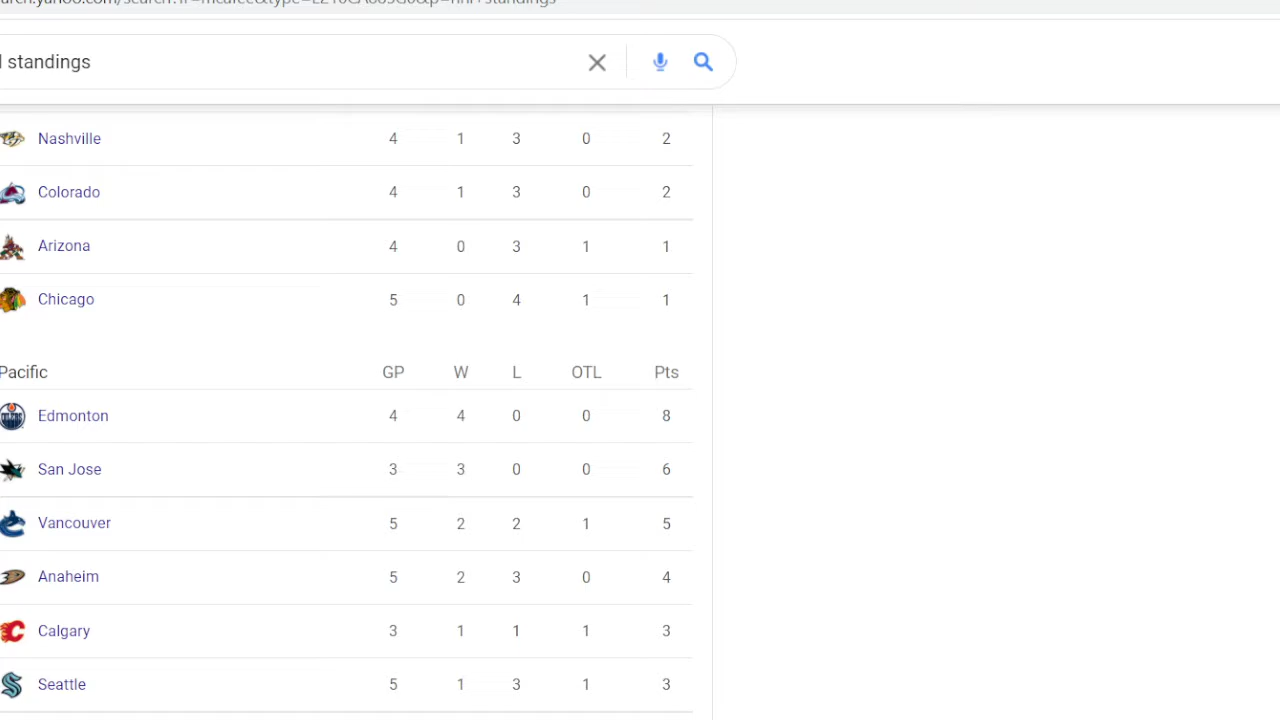 standings
Nashville 4 1 3 0 2
Colorado 4 1 3 0 2
Arizona 4 0 3 1 1
Chicago 5 0 4 1 1
Pacific GP W L OTL Pts
Edmonton 4 4 0 0 8
San Jose 3 3 0 0 6
Vancouver 5 2 2 1 5
Anaheim 5 2 3 0 4
Calgary 3 1 1 1 3
Seattle 5 1 3 1 3